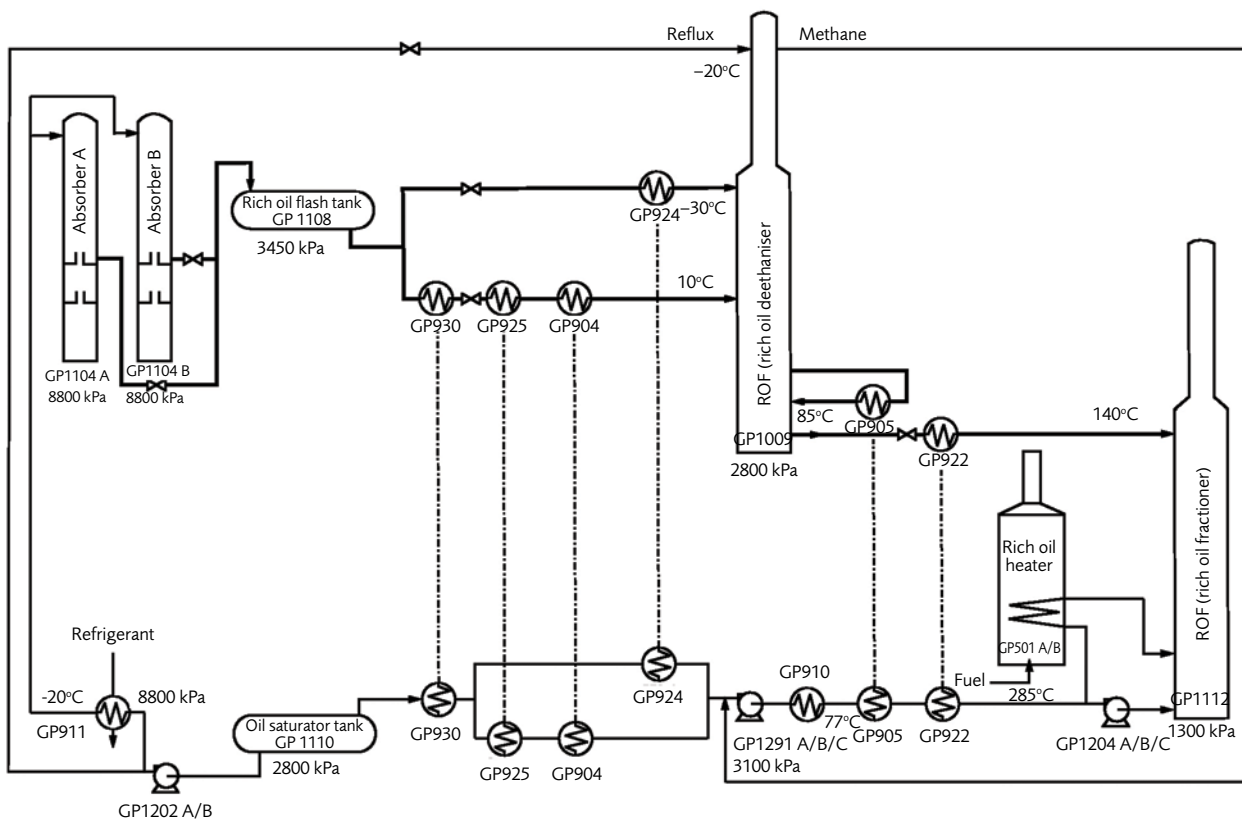 Reflux
Methane
–20°C
Absorber A
Absorber B
Rich oil flash tank
GP 1108
3450 kPa
GP924
–30°C
10°C
GP930
GP925
GP904
GP1104 A
8800 kPa
GP1104 B
8800 kPa
ROF (rich oil deethaniser
GP1009
2800 kPa
85°C
GP905
GP922
140°C
Rich oil
heater
GP501 A/B
Fuel
285°C
ROF (rich oil fractioner)
GP1112
1300 kPa
Refrigerant
-20°C
8800 kPa
GP911
Oil saturator tank
GP 1110
2800 kPa
GP1202 A/B
GP930
GP924
GP925
GP904
GP910
77°C
GP1291 A/B/C
3100 kPa
GP905
GP922
GP1204 A/B/C